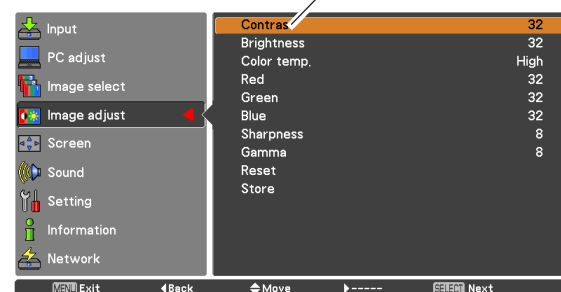 Input
PC adjust
Image select
Image adjust
Screen
Sound
Setting
Information
Network
Contrast 32
Brightness 32
Color temp. High
Red 32
Green 32
Blue 32
Sharpness 8
Gamma 8
Reset
Store
MENU Exit ◀Back Move ▶----- SELECT Next